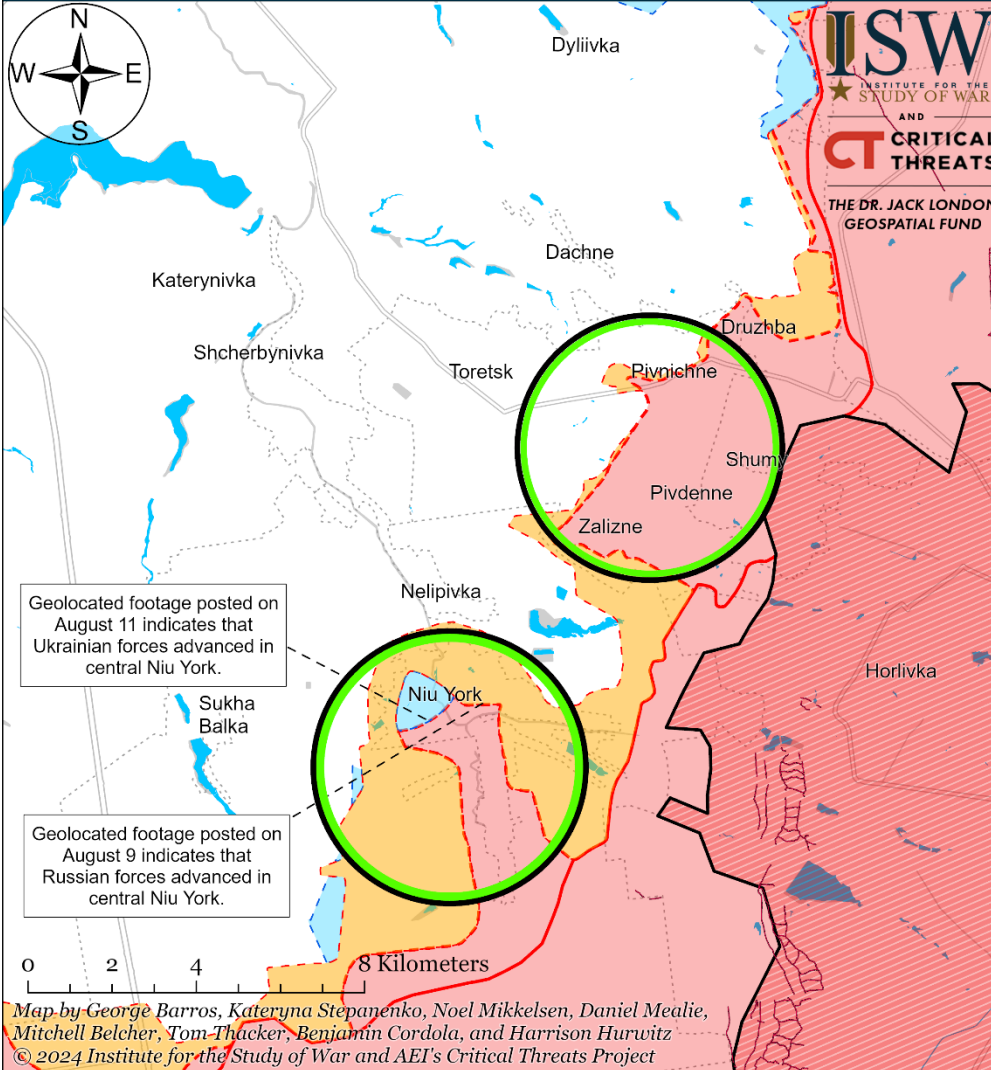 N
W
E
S
ISW
INSTITUTE FOR THE
STUDY OF WAR
AND
CT CRITICAL
THREATS
THE DR. JACK LONDON
GEOSPATIAL FUND
Dyliivka
Dachne
Katerynivka
Druzhba
Shcherbynivka
Toretsk
Pivnichne
Shumy
Pivdenne
Zalizne
Nelipivka
Geolocated footage posted on
August 11 indicates that
Ukrainian forces advanced in
central Niu York.
Horlivka
Niu York
Sukha
Balka
Geolocated footage posted on
August 9 indicates that
Russian forces advanced in
central Niu York.
0 2 4 8 Kilometers
Map by George Barros, Kateryna Stepanenko, Noel Mikkelsen, Daniel Mealie,
Mitchell Belcher, Tom Thacker, Benjamin Cordola, and Harrison Hurwitz
© 2024 Institute for the Study of War and AEI's Critical Threats Project